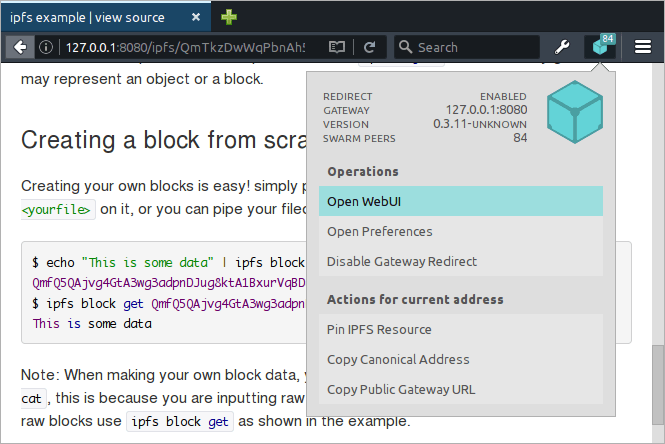 ipfs example | view source
127.0.0.1:8080/ipfs/QmTkzDwWqPbnAh5
Search
84
may represent an object or a block.
Creating a block from scra
Creating your own blocks is easy! simply p
<yourfile> on it, or you can pipe your filed
$ echo "This is some data" | ipfs block
QmfQ5QAjvg4GtA3wg3adpnDJug8ktA1BxurVqBD
$ ipfs block get QmfQ5QAjvg4GtA3wg3adpn
This is some data
Note: When making your own block data, y
cat, this is because you are inputting raw
raw blocks use ipfs block get as shown in the example.
REDIRECT ENABLED
GATEWAY 127.0.0.1:8080
VERSION 0.3.11-UNKNOWN
SWARM PEERS 84
Operations
Open WebUI
Open Preferences
Disable Gateway Redirect
Actions for current address
Pin IPFS Resource
Copy Canonical Address
Copy Public Gateway URL